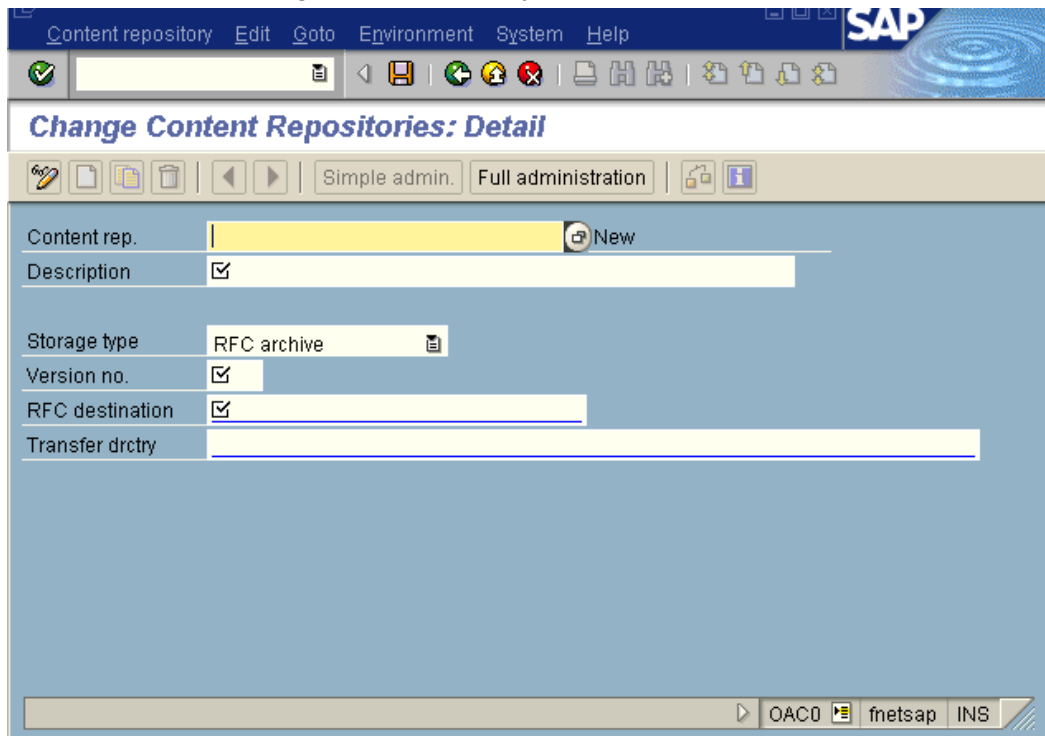 Content repository Edit Goto Environment System Help
SAP
Change Content Repositories: Detail
Simple admin. Full administration
Content rep. New
Description
Storage type RFC archive
Version no.
RFC destination
Transfer drctry
OAC0 fnetsap INS